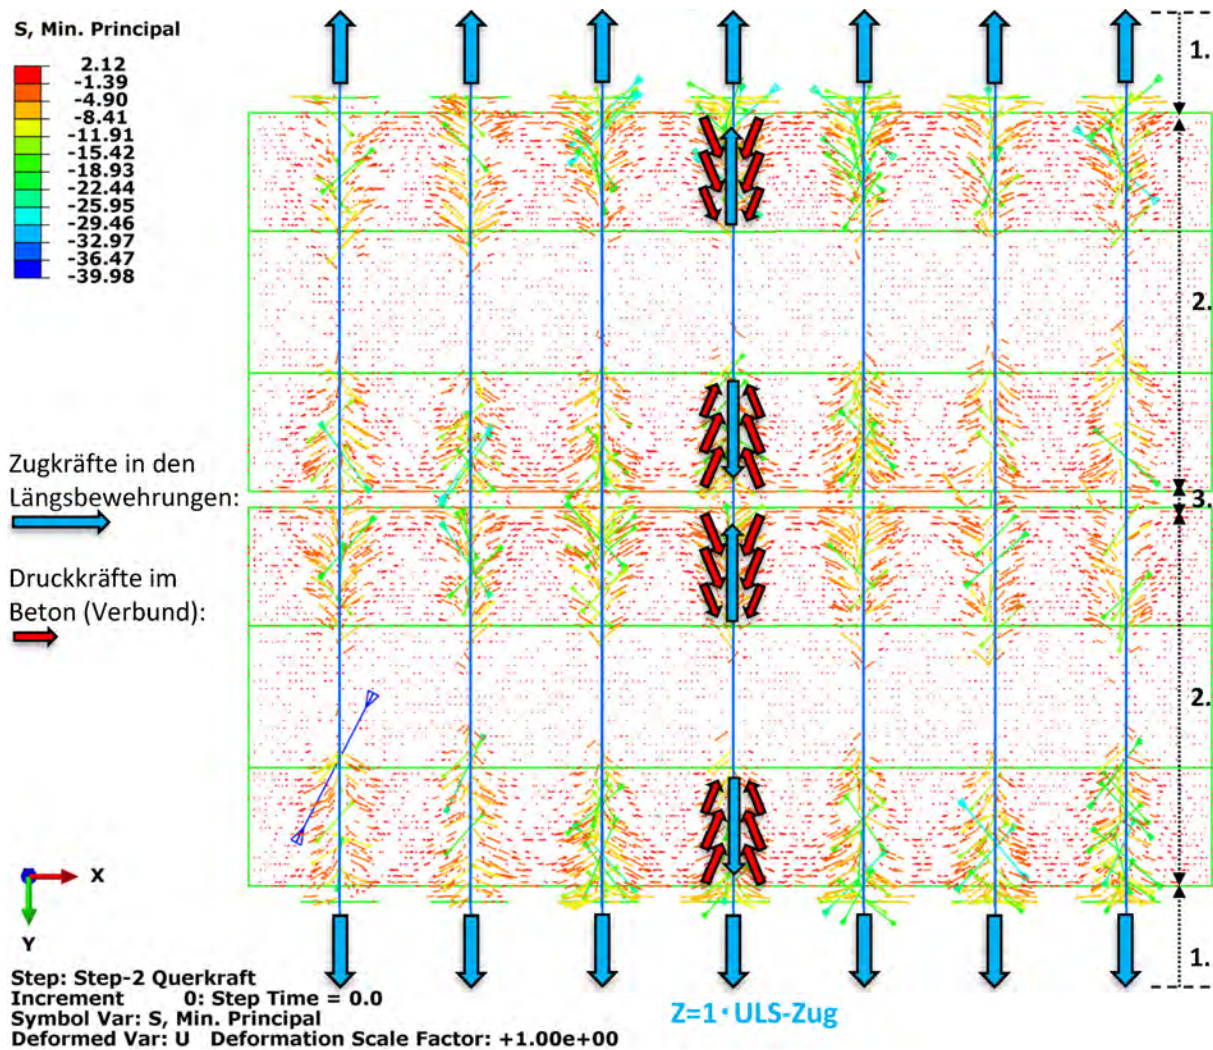 S, Min. Principal
2.12
-1.39
-4.90
-8.41
-11.91
-15.42
-18.93
-22.44
-25.95
-29.46
-32.97
-36.47
-39.98
1.
2.
Zugkräfte in den
Längsbewehrungen:
3.
Druckkräfte im
Beton (Verbund):
2.
X
Y
1.
Step: Step-2 Querkraft
Increment 0: Step Time = 0.0
Symbol Var: S, Min. Principal
Deformed Var: U Deformation Scale Factor: +1.00e+00
Z=1·ULS-Zug